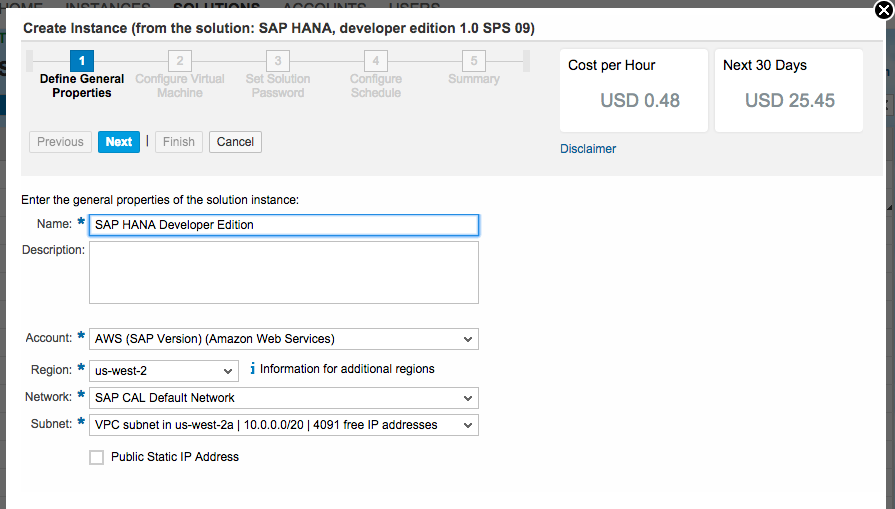 HOME INSTANCES SOLUTIONS ACCOUNTS USERS
Create Instance (from the solution: SAP HANA, developer edition 1.0 SPS 09)
1 2 3 4 5
Define General Properties
Configure Virtual Machine
Set Solution Password
Configure Schedule
Summary
Cost per Hour
USD 0.48
Next 30 Days
USD 25.45
Previous Next | Finish Cancel
Disclaimer
Enter the general properties of the solution instance:
Name: * SAP HANA Developer Edition
Description:
Account: * AWS (SAP Version) (Amazon Web Services)
Region: * us-west-2 i Information for additional regions
Network: * SAP CAL Default Network
Subnet: * VPC subnet in us-west-2a | 10.0.0.0/20 | 4091 free IP addresses
Public Static IP Address